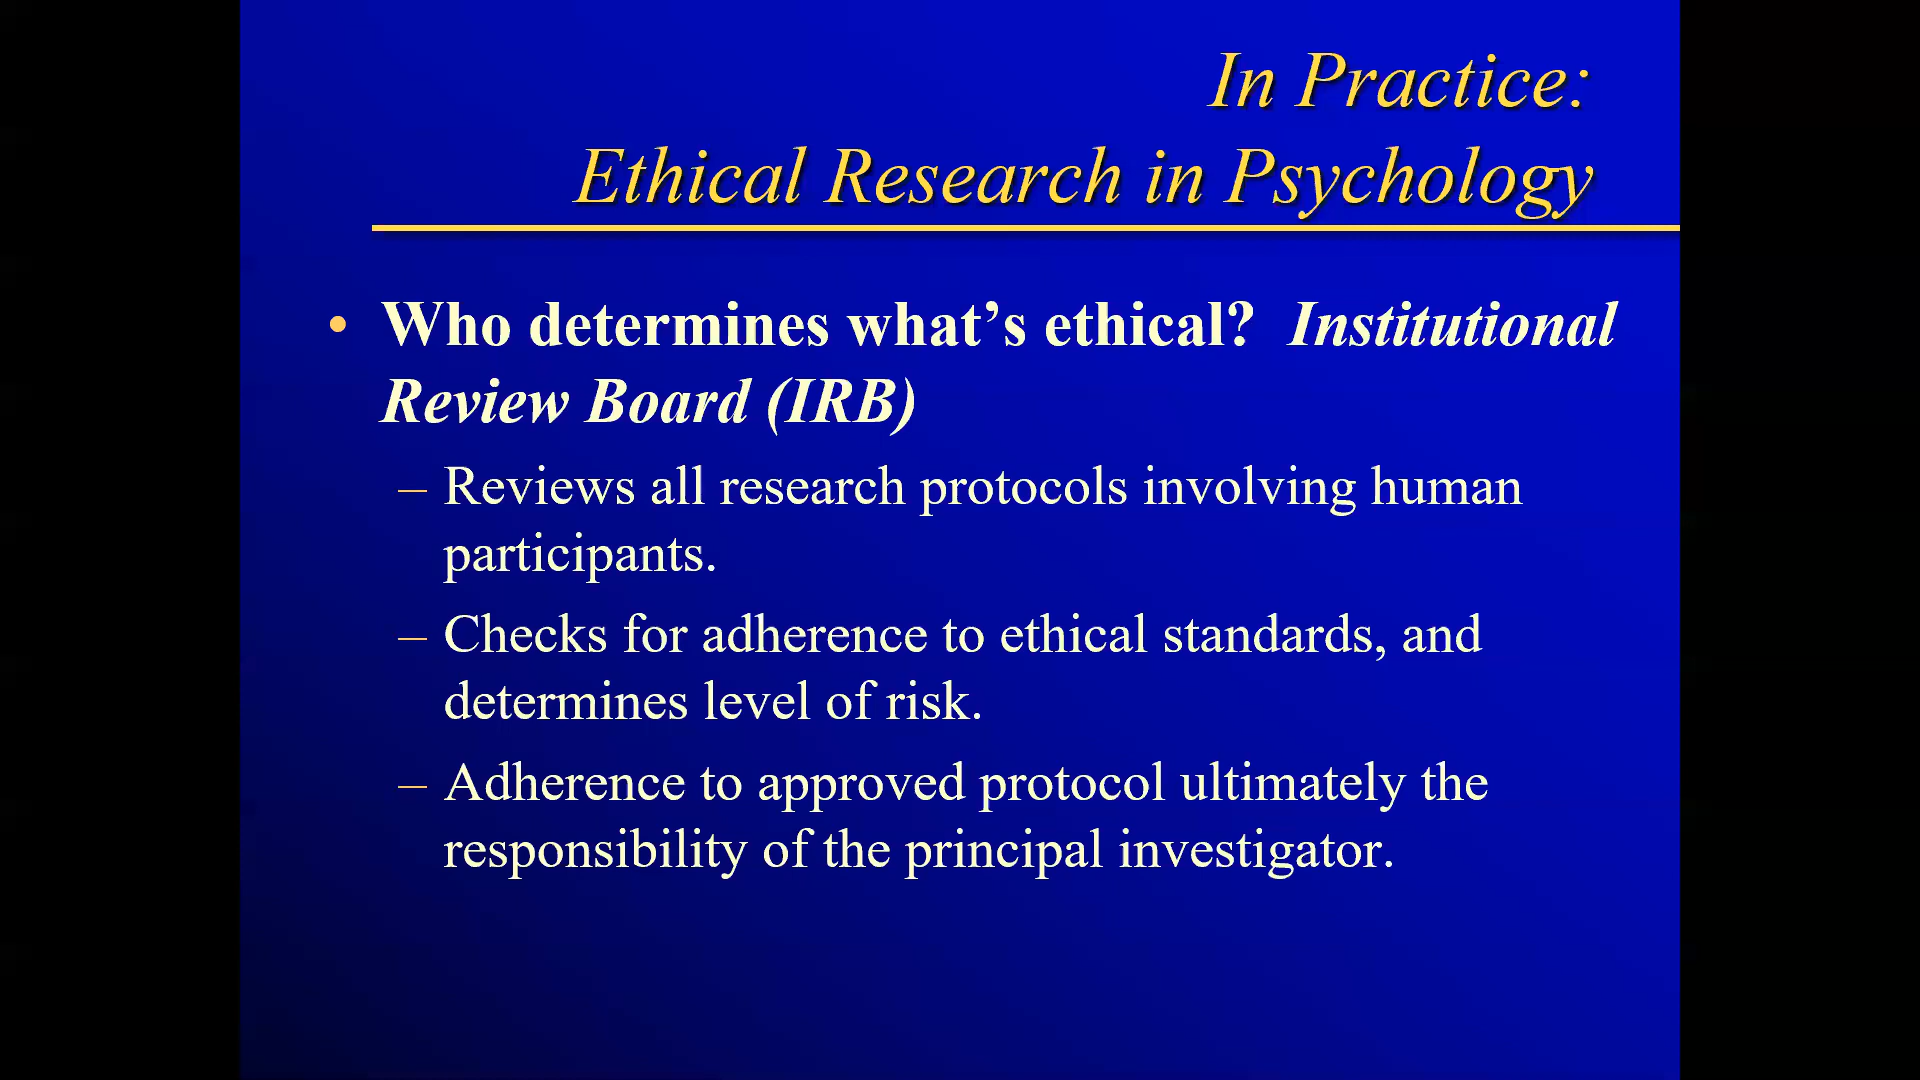 In Practice:
Ethical Research in Psychology
• Who determines what’s ethical?  Institutional
Review Board (IRB)
– Reviews all research protocols involving human
participants.
– Checks for adherence to ethical standards, and
determines level of risk.
– Adherence to approved protocol ultimately the
responsibility of the principal investigator.